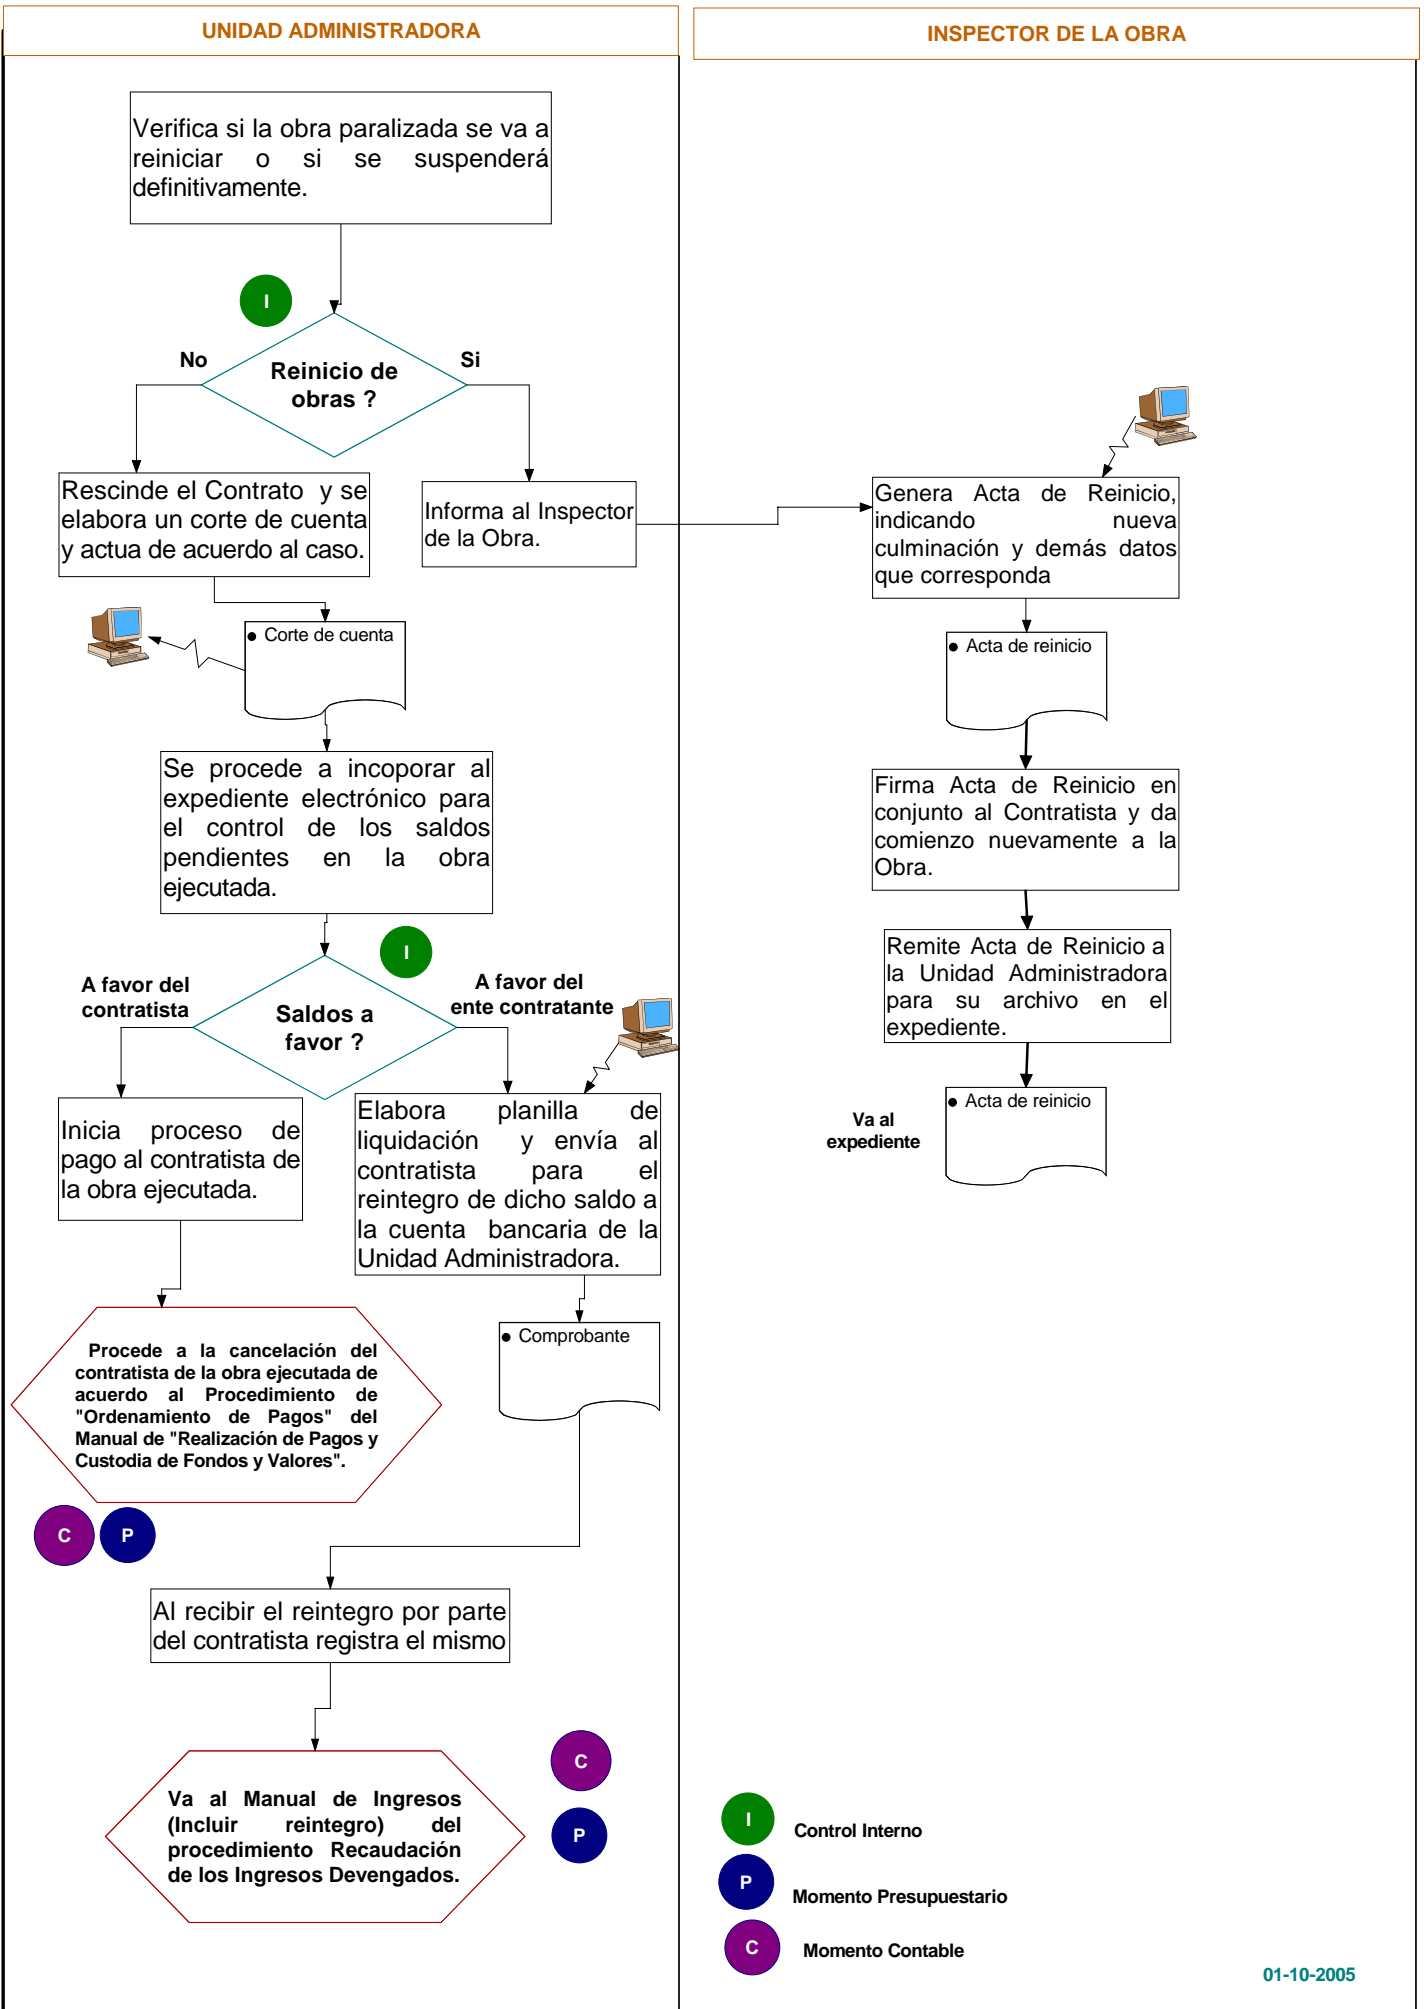 UNIDAD ADMINISTRADORA
INSPECTOR DE LA OBRA
Verifica si la obra paralizada se va a
reiniciar o si se suspenderá
definitivamente.
I
No
Si
Reinicio de
obras ?
Rescinde el Contrato y se
elabora un corte de cuenta
y actua de acuerdo al caso.
Informa al Inspector
de la Obra.
Genera Acta de Reinicio,
indicando nueva
culminación y demás datos
que corresponda
● Corte de cuenta
● Acta de reinicio
Se procede a incoporar al
expediente electrónico para
el control de los saldos
pendientes en la obra
ejecutada.
Firma Acta de Reinicio en
conjunto al Contratista y da
comienzo nuevamente a la
Obra.
I
Remite Acta de Reinicio a
la Unidad Administradora
para su archivo en el
expediente.
A favor del
contratista
A favor del
ente contratante
Saldos a
favor ?
● Acta de reinicio
Va al
expediente
Inicia proceso de
pago al contratista de
la obra ejecutada.
Elabora planilla de
liquidación y envía al
contratista para el
reintegro de dicho saldo a
la cuenta bancaria de la
Unidad Administradora.
Procede a la cancelación del
contratista de la obra ejecutada de
acuerdo al Procedimiento de
"Ordenamiento de Pagos" del
Manual de "Realización de Pagos y
Custodia de Fondos y Valores".
● Comprobante
C
P
Al recibir el reintegro por parte
del contratista registra el mismo
Va al Manual de Ingresos
(Incluir reintegro) del
procedimiento Recaudación
de los Ingresos Devengados.
C
P
I
Control Interno
P
Momento Presupuestario
C
Momento Contable
01-10-2005